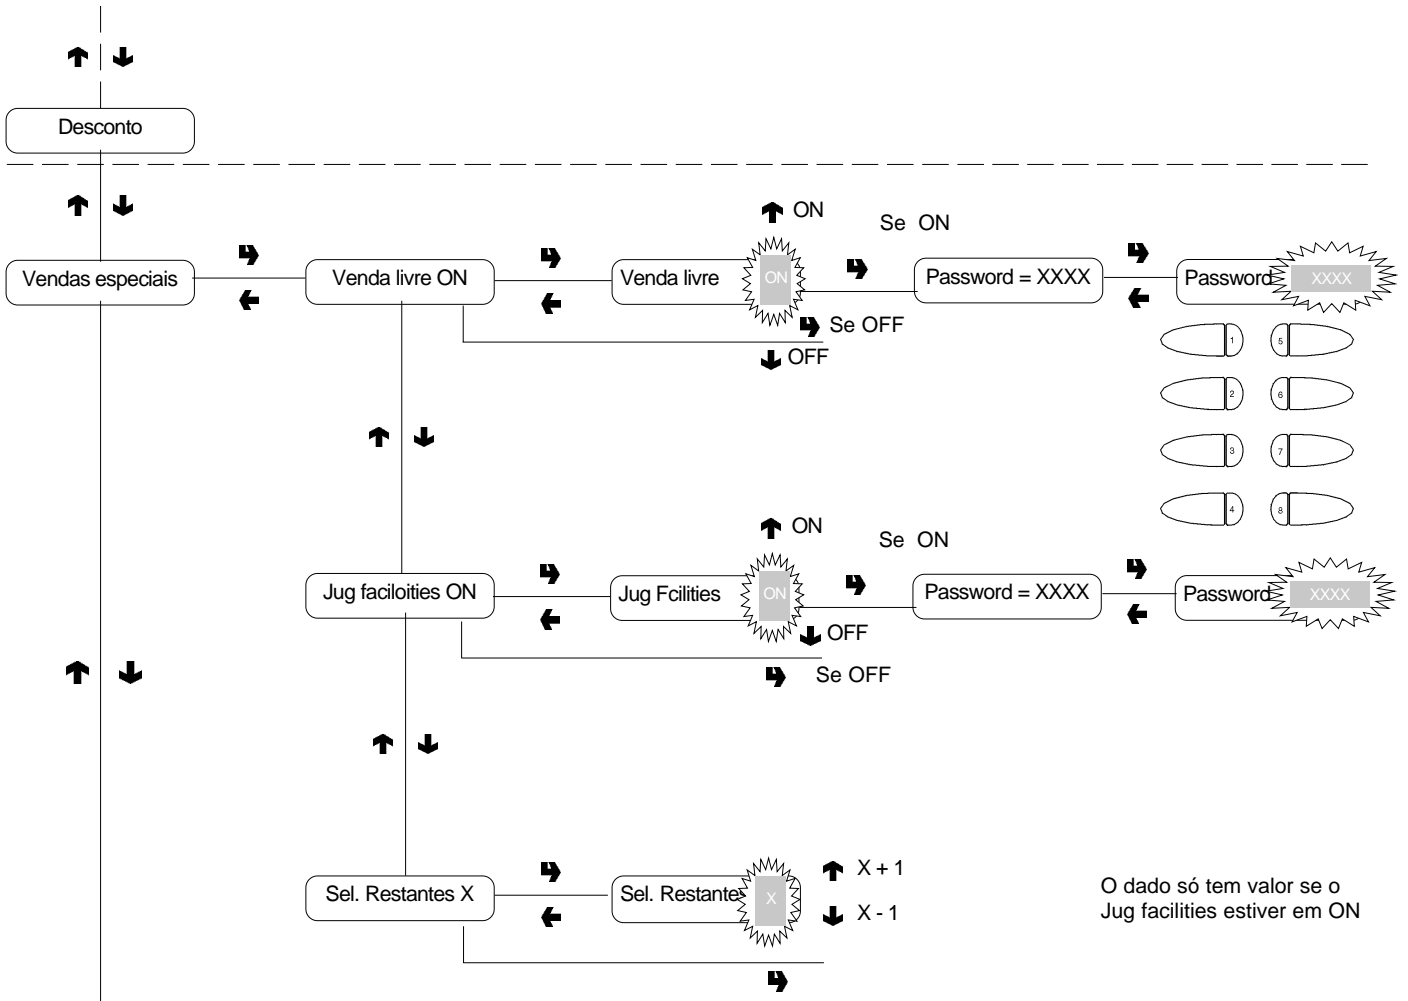 Desconto
ON
Se ON
Vendas especiais
Venda livre ON
Venda livre
ON
Password = XXXX
Password
XXXX
Se OFF
OFF
1
5
2
6
3
7
4
8
ON
Se ON
Jug faciloities ON
Jug Fcilities
ON
Password = XXXX
Password
XXXX
OFF
Se OFF
Sel. Restantes X
Sel. Restante
X
X + 1
X - 1
O dado só tem valor se o
Jug facilities estiver em ON